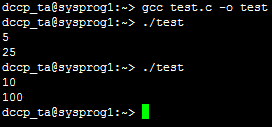 dccp_ta@sysprog1:~> gcc test.c -o test
dccp_ta@sysprog1:~> ./test
5
25
dccp_ta@sysprog1:~> ./test
10
100
dccp_ta@sysprog1:~>